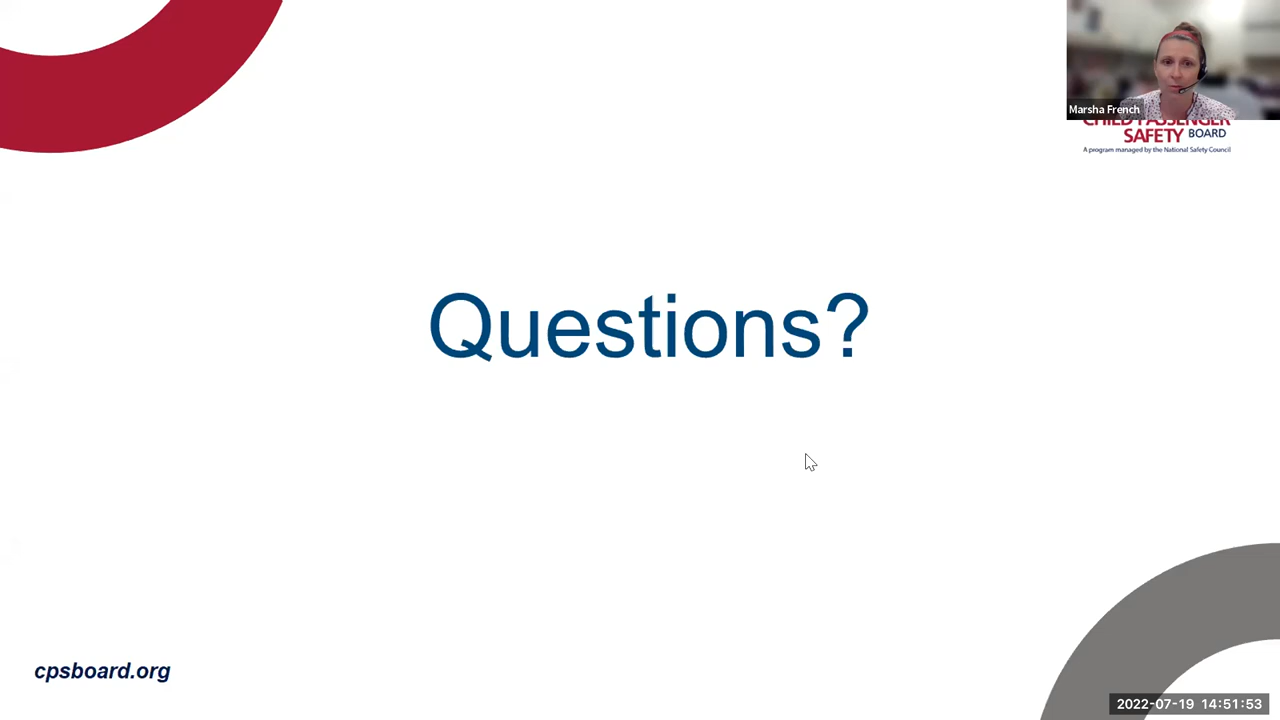 Marsha French
CHILD PASSENGER
SAFETY BOARD
A program managed by the National Safety Council
Questions?
cpsboard.org
2022-07-19 14:51:53